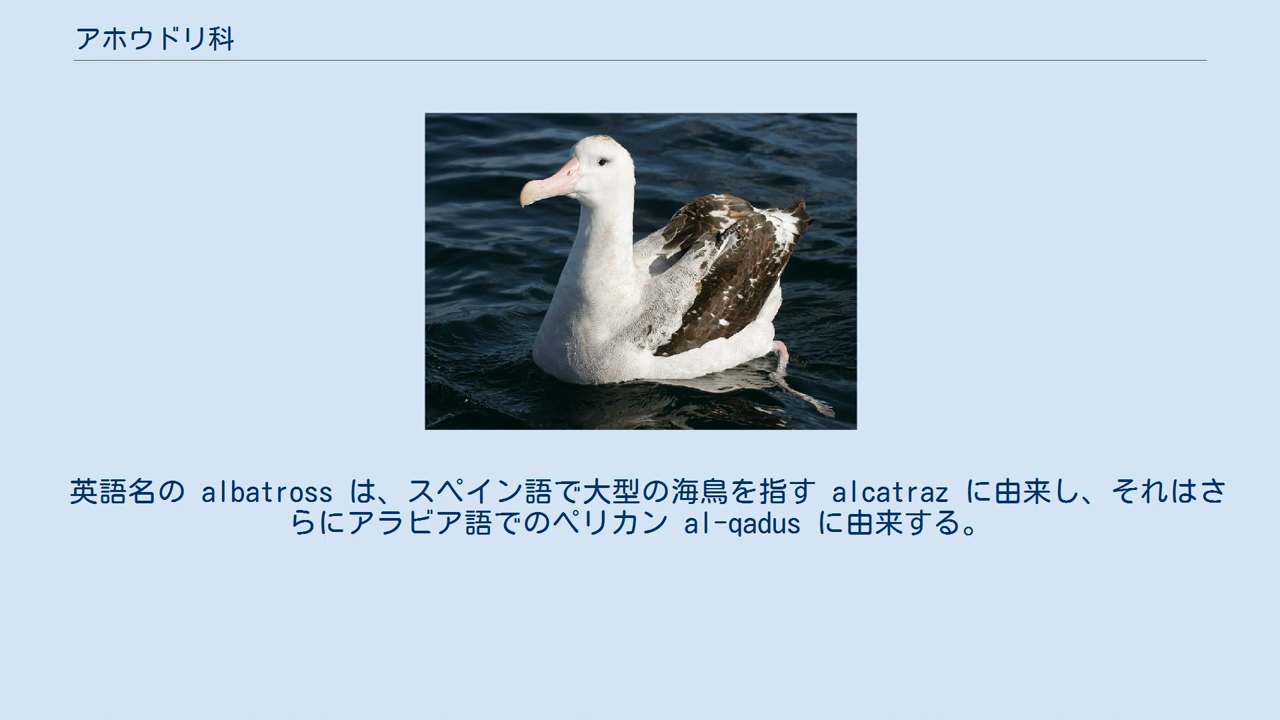 アホウドリ科
英語名の albatross は、スペイン語で大型の海鳥を指す alcatraz に由来し、それはさ
らにアラビア語でのペリカン al-qadus に由来する。